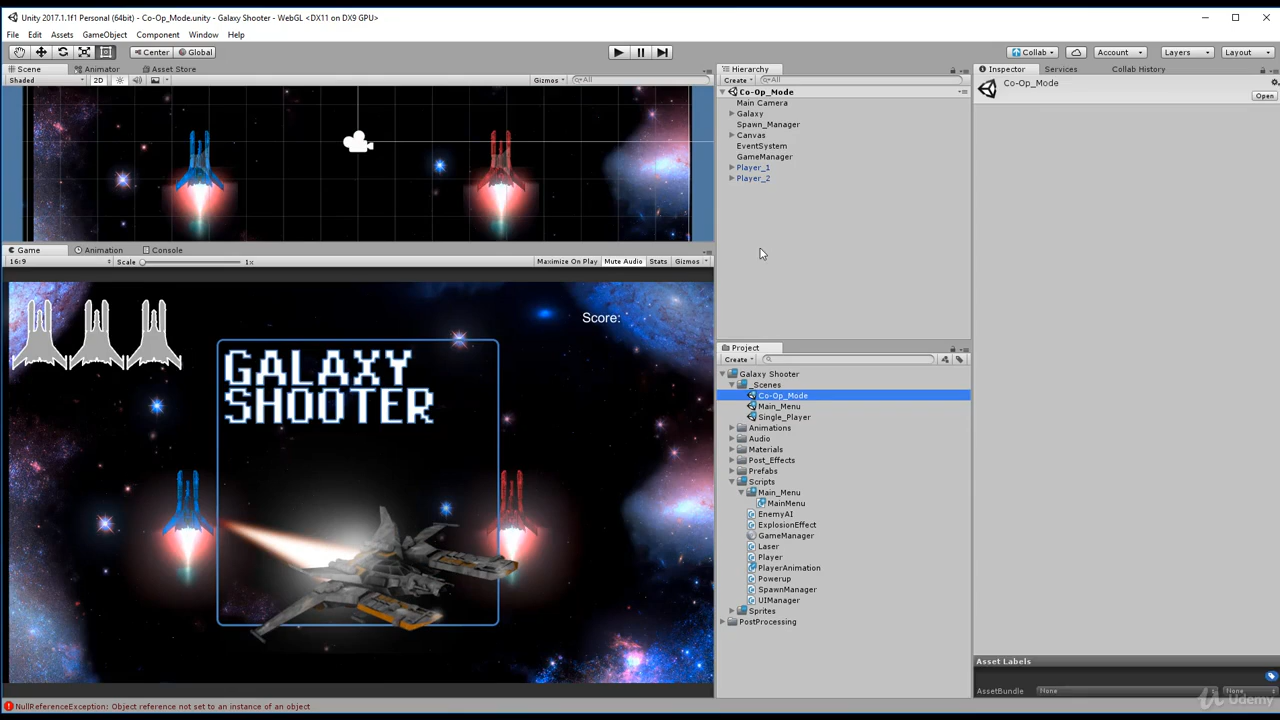 Unity 2017.1.1f1 Personal (64bit) - Co-Op_Mode.unity - Galaxy Shooter - WebGL <DX11 on DX9 GPU>
File Edit Assets GameObject Component Window Help
Center Global Collab Account Layers Layout
Scene Animator Asset Store Hierarchy Inspector Services Collab History
Shaded 2D Gizmos All Create All Co-Op_Mode
Open
Co-Op_Mode
Main Camera
Galaxy
Spawn_Manager
Canvas
EventSystem
GameManager
Player_1
Player_2
Game Animation Console
16:9 Scale 1x Maximize On Play Mute Audio Stats Gizmos
Score:
GALAXY
SHOOTER
Project
Create
Galaxy Shooter
_Scenes
Co-Op_Mode
Main_Menu
Single_Player
Animations
Audio
Materials
Post_Effects
Prefabs
Scripts
Main_Menu
MainMenu
EnemyAI
ExplosionEffect
GameManager
Laser
Player
PlayerAnimation
Powerup
SpawnManager
UIManager
Sprites
PostProcessing
Asset Labels
AssetBundle None None
Udemy
NullReferenceException: Object reference not set to an instance of an object